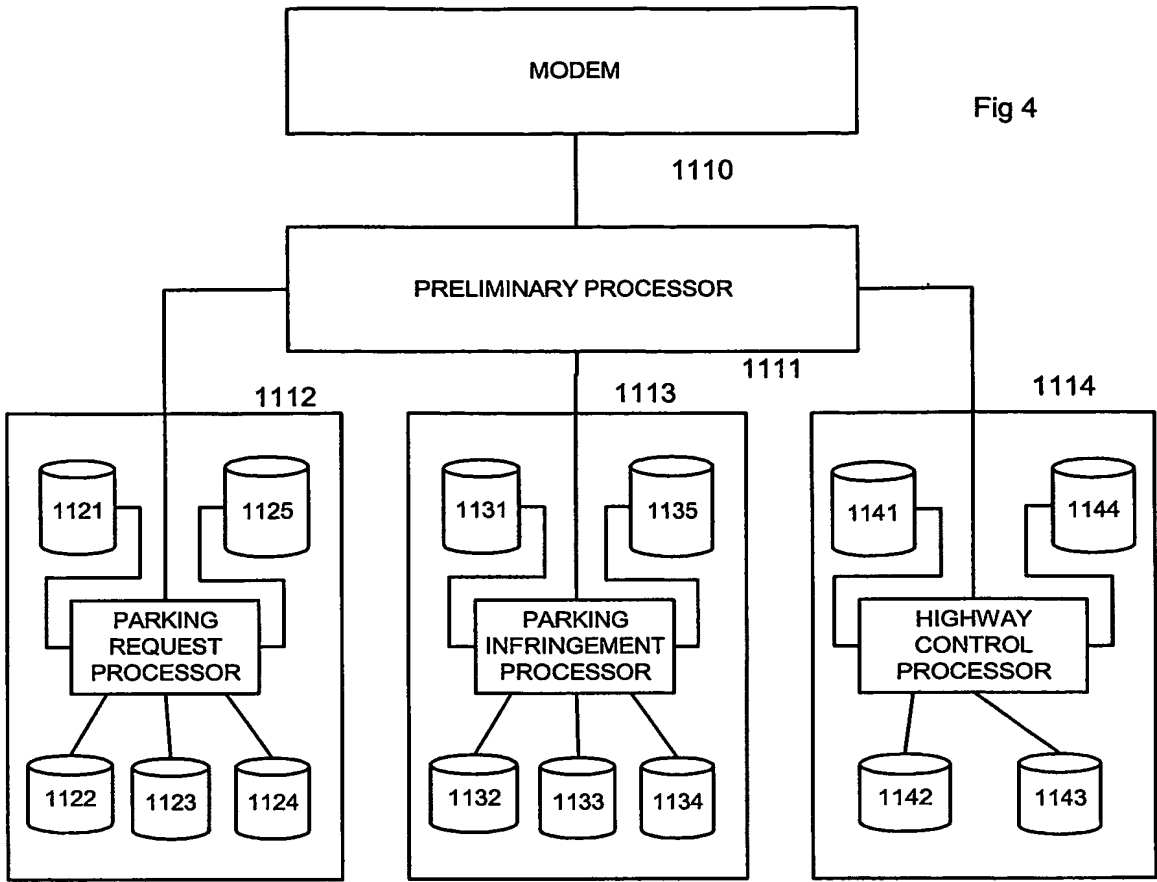 MODEM
Fig 4
1110
PRELIMINARY PROCESSOR
1111
1112
1113
1114
1121
1125
1131
1135
1141
1144
PARKING
REQUEST
PROCESSOR
PARKING
INFRINGEMENT
PROCESSOR
HIGHWAY
CONTROL
PROCESSOR
1122
1123
1124
1132
1133
1134
1142
1143